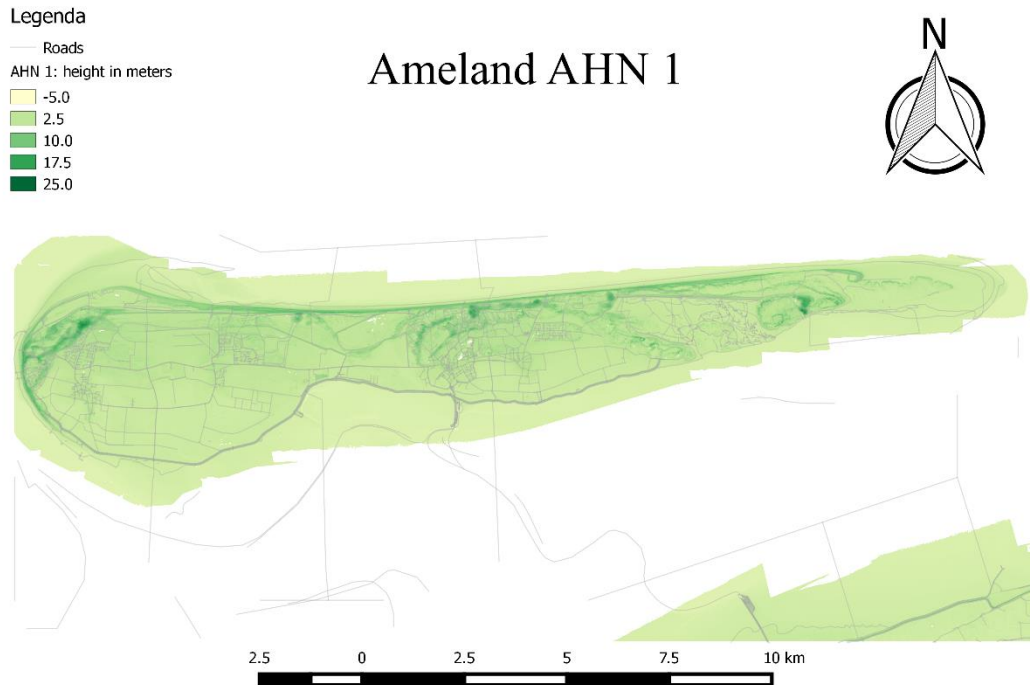 Legenda
Roads
AHN 1: height in meters
-5.0
2.5
10.0
17.5
25.0
Ameland AHN 1
N
2.5 0 2.5 5 7.5 10 km